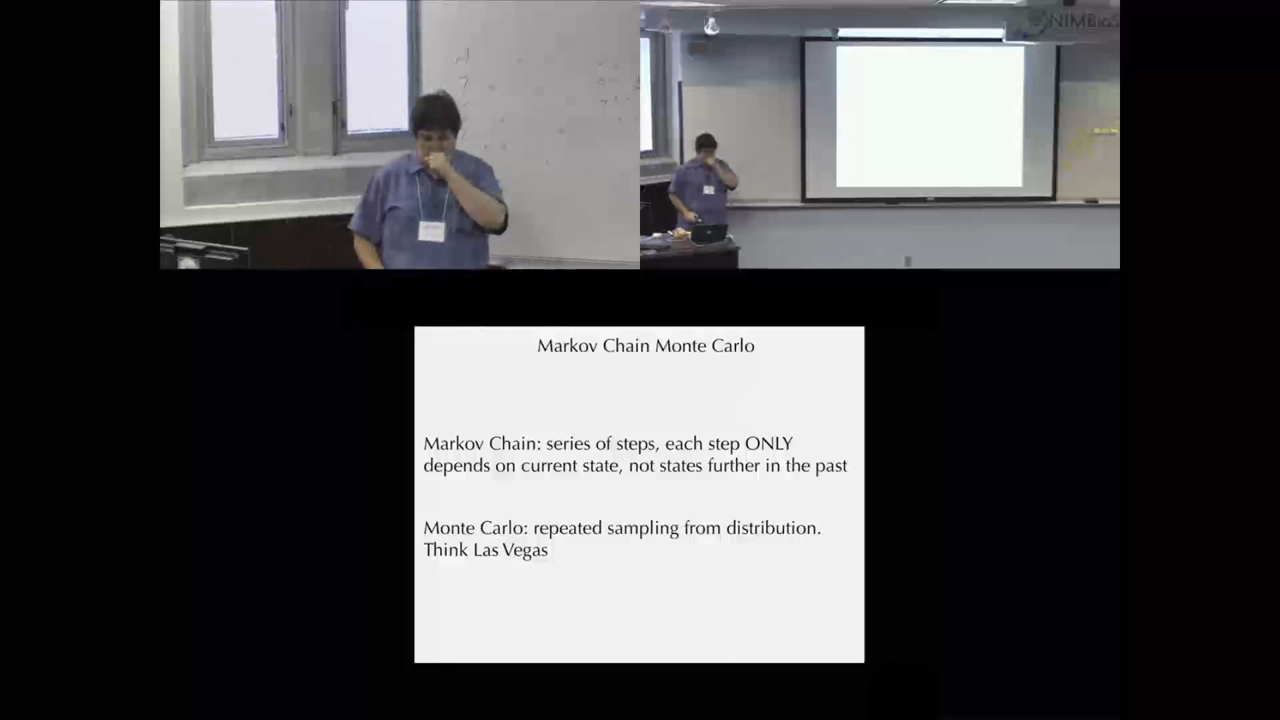 NIMBioS
Markov Chain Monte Carlo
Markov Chain: series of steps, each step ONLY
depends on current state, not states further in the past
Monte Carlo: repeated sampling from distribution.
Think Las Vegas